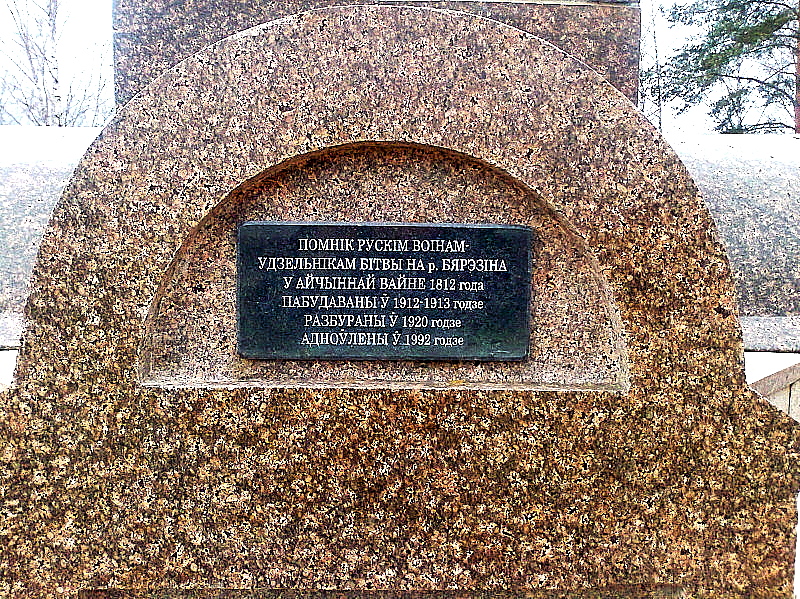 ПОМНІК РУСКІМ ВОІНАМ-
УДЗЕЛЬНІКАМ БІТВЫ НА р. БЯРЭЗІНА
У АЙЧЫННАЙ ВАЙНЕ 1812 года
ПАБУДАВАНЫ Ў 1912-1913 годзе
РАЗБУРАНЫ Ў 1920 годзе
АДНОЎЛЕНЫ Ў 1992 годзе